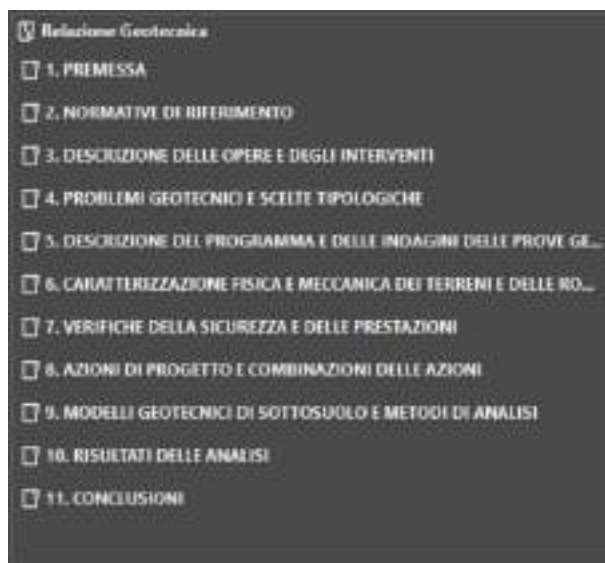 Relazione Geotecnica
1. PREMESSA
2. NORMATIVE DI RIFERIMENTO
3. DESCRIZIONE DELLE OPERE E DEGLI INTERVENTI
4. PROBLEMI GEOTECNICI E SCELTE TIPOLOGICHE
5. DESCRIZIONE DEL PROGRAMMA E DELLE INDAGINI DELLE PROVE GE...
6. CARATTERIZZAZIONE FISICA E MECCANICA DEI TERRENI E DELLE RO...
7. VERIFICHE DELLA SICUREZZA E DELLE PRESTAZIONI
8. AZIONI DI PROGETTO E COMBINAZIONI DELLE AZIONI
9. MODELLI GEOTECNICI DI SOTTOSUOLO E METODI DI ANALISI
10. RISULTATI DELLE ANALISI
11. CONCLUSIONI